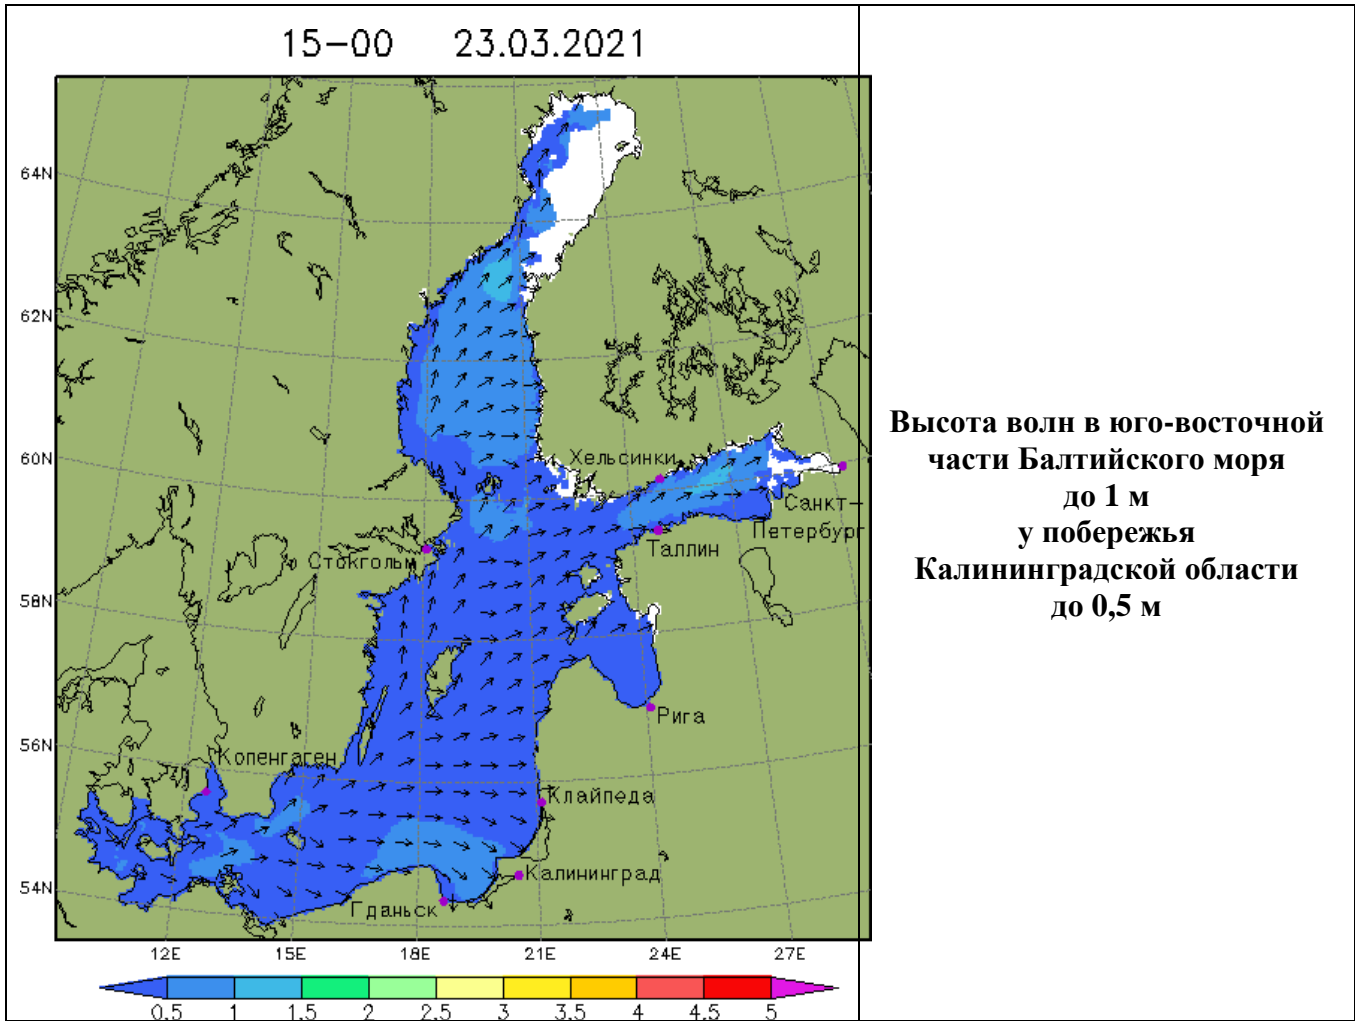 15-00 23.03.2021
64N
62N
60N
58N
56N
54N
Хельсинки
Санкт-
Петербург
Таллин
Стокгольм
Рига
Копенгаген
Клайпеда
Калининград
Гданьск
12E 15E 18E 21E 24E 27E
0,5 1 1,5 2 2,5 3 3,5 4 4,5 5
Высота волн в юго-восточной
части Балтийского моря
до 1 м
у побережья
Калининградской области
до 0,5 м